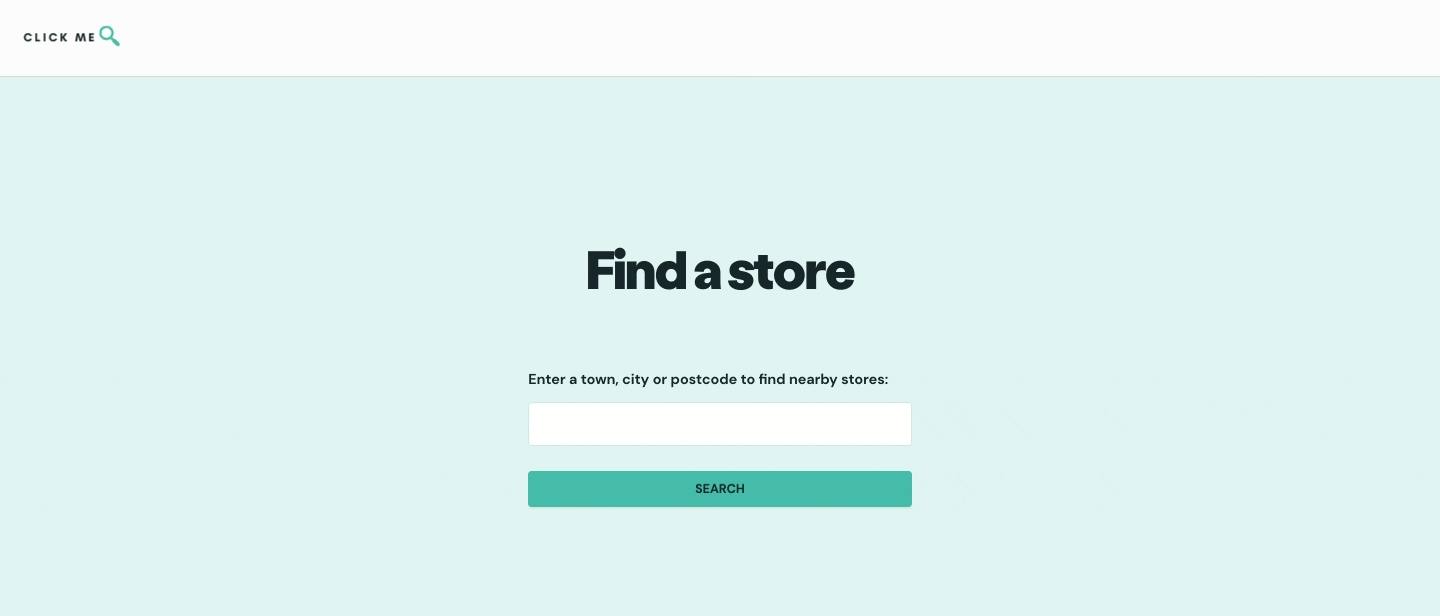 CLICK ME
Find a store
Enter a town, city or postcode to find nearby stores:
SEARCH